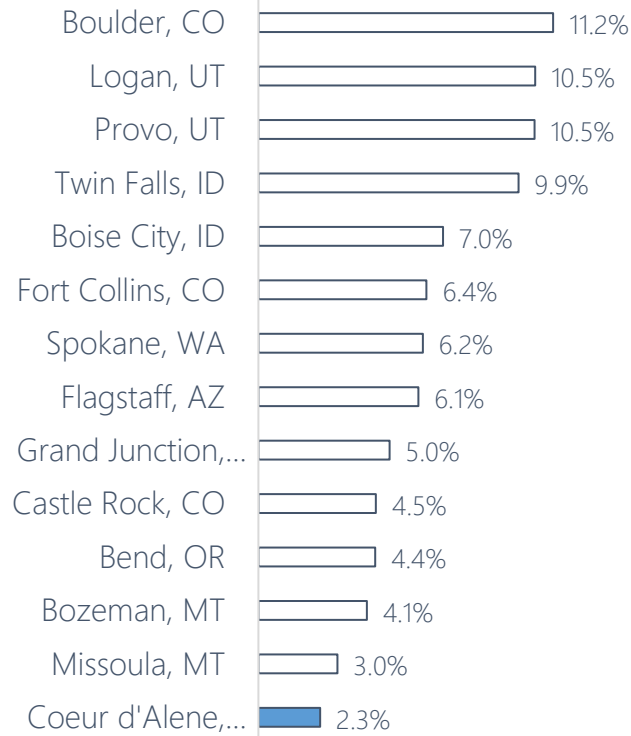 Boulder, CO 11.2%
Logan, UT 10.5%
Provo, UT 10.5%
Twin Falls, ID 9.9%
Boise City, ID 7.0%
Fort Collins, CO 6.4%
Spokane, WA 6.2%
Flagstaff, AZ 6.1%
Grand Junction,... 5.0%
Castle Rock, CO 4.5%
Bend, OR 4.4%
Bozeman, MT 4.1%
Missoula, MT 3.0%
Coeur d'Alene,... 2.3%